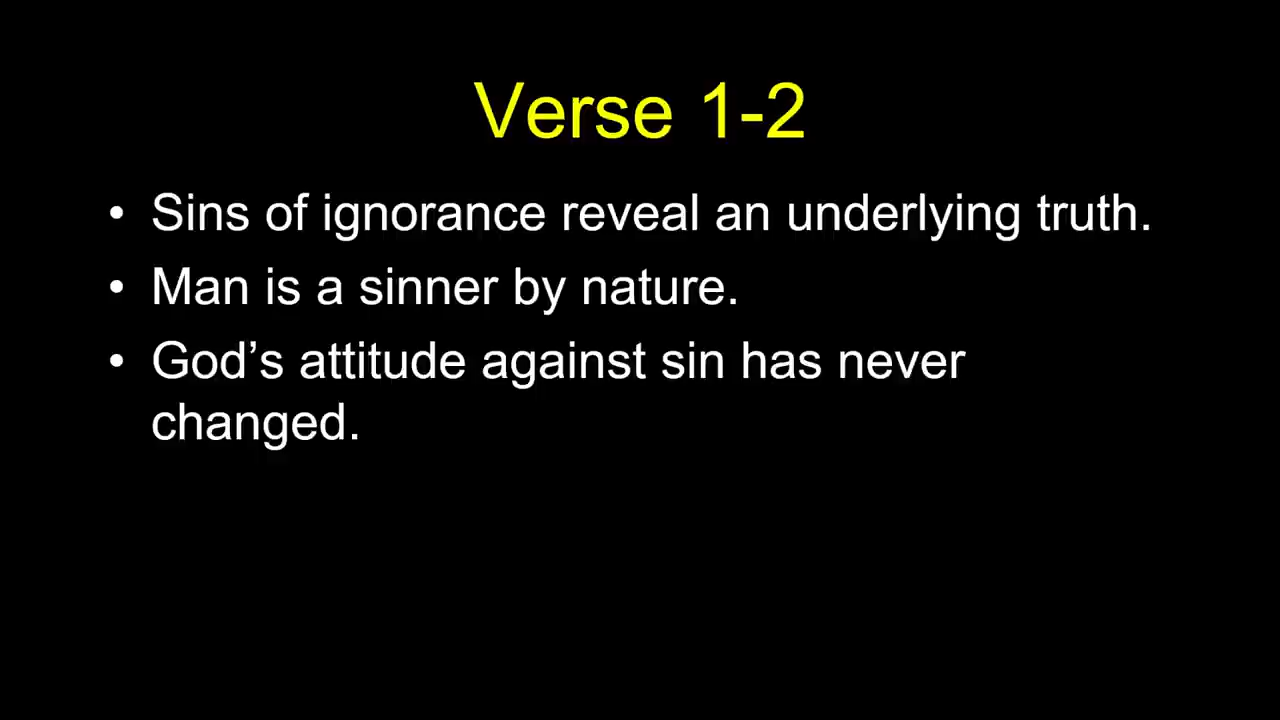 Verse 1-2
• Sins of ignorance reveal an underlying truth.
• Man is a sinner by nature.
• God’s attitude against sin has never
changed.